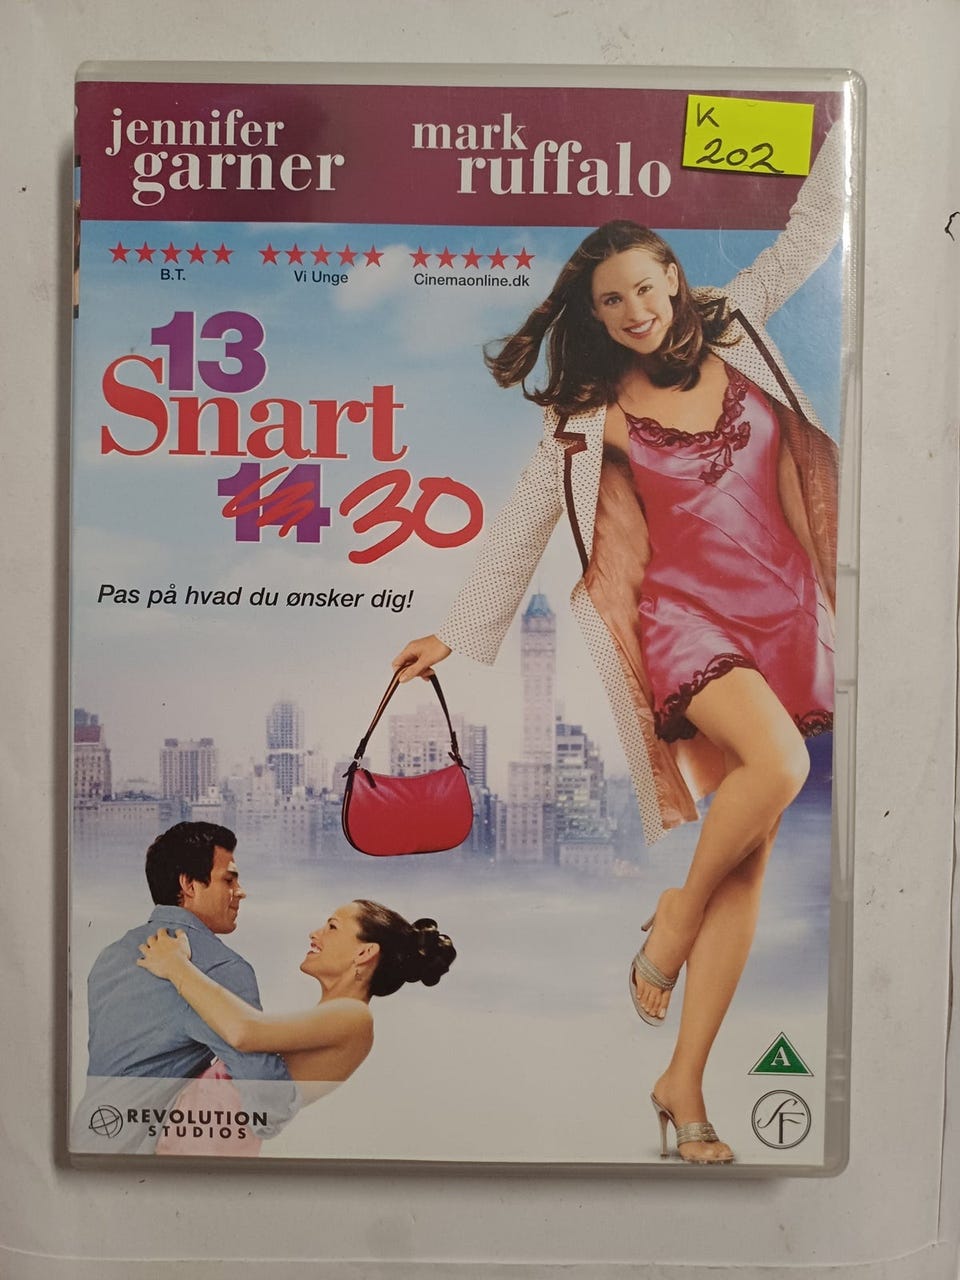 jennifer
garner
mark
ruffalo
K
202
★★★★★ ★★★★★ ★★★★★
B.T. Vi Unge Cinemaonline.dk
13
Snart
14 30
Pas på hvad du ønsker dig!
A
SF
REVOLUTION
STUDIOS